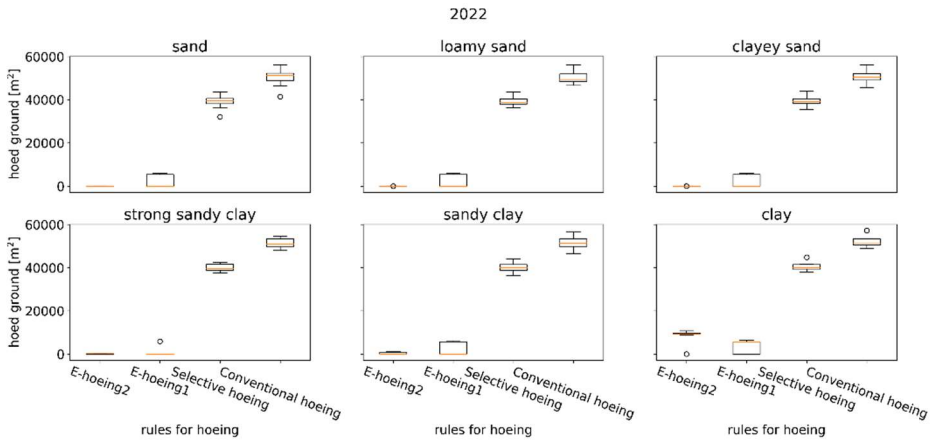 2022
sand
loamy sand
clayey sand
hoed ground [m²]
60000
40000
20000
0
strong sandy clay
sandy clay
clay
hoed ground [m²]
60000
40000
20000
0
E-hoeing2
E-hoeing1
Selective hoeing
Conventional hoeing
E-hoeing2
E-hoeing1
Selective hoeing
Conventional hoeing
E-hoeing2
E-hoeing1
Selective hoeing
Conventional hoeing
rules for hoeing
rules for hoeing
rules for hoeing